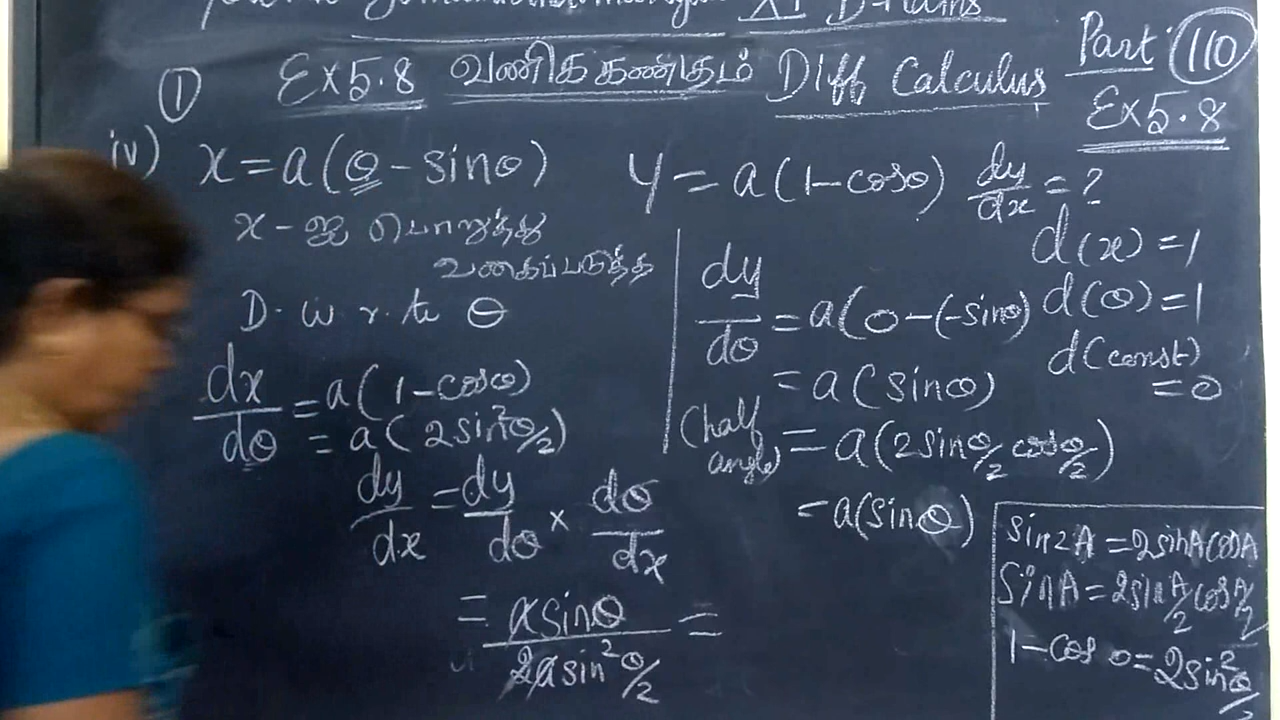 XI
① Ex 5.8 வணிக கணிதம் Diff Calculus
Part: 110
Ex 5.8
iv) x = a(θ - sinθ) y = a(1-cosθ) dy/dx = ?
x - ஐ பொறுத்து
வகைப்படுத்த
D. w. r. to θ
dx/dθ = a(1-cosθ)
= a(2sin²θ/2)
dy/dθ = a(0-(-sinθ)
= a(sinθ)
(half angle) = a(2sinθ/2 cosθ/2)
= a(sinθ)
d(x) = 1
d(θ) = 1
d(const) = 0
dy/dx = dy/dθ × dθ/dx
= a sinθ / 2a sin²θ/2 =
sin2A = 2sinAcosA
SinA = 2sinA/2 cosA/2
1-cosθ = 2sin²θ/2